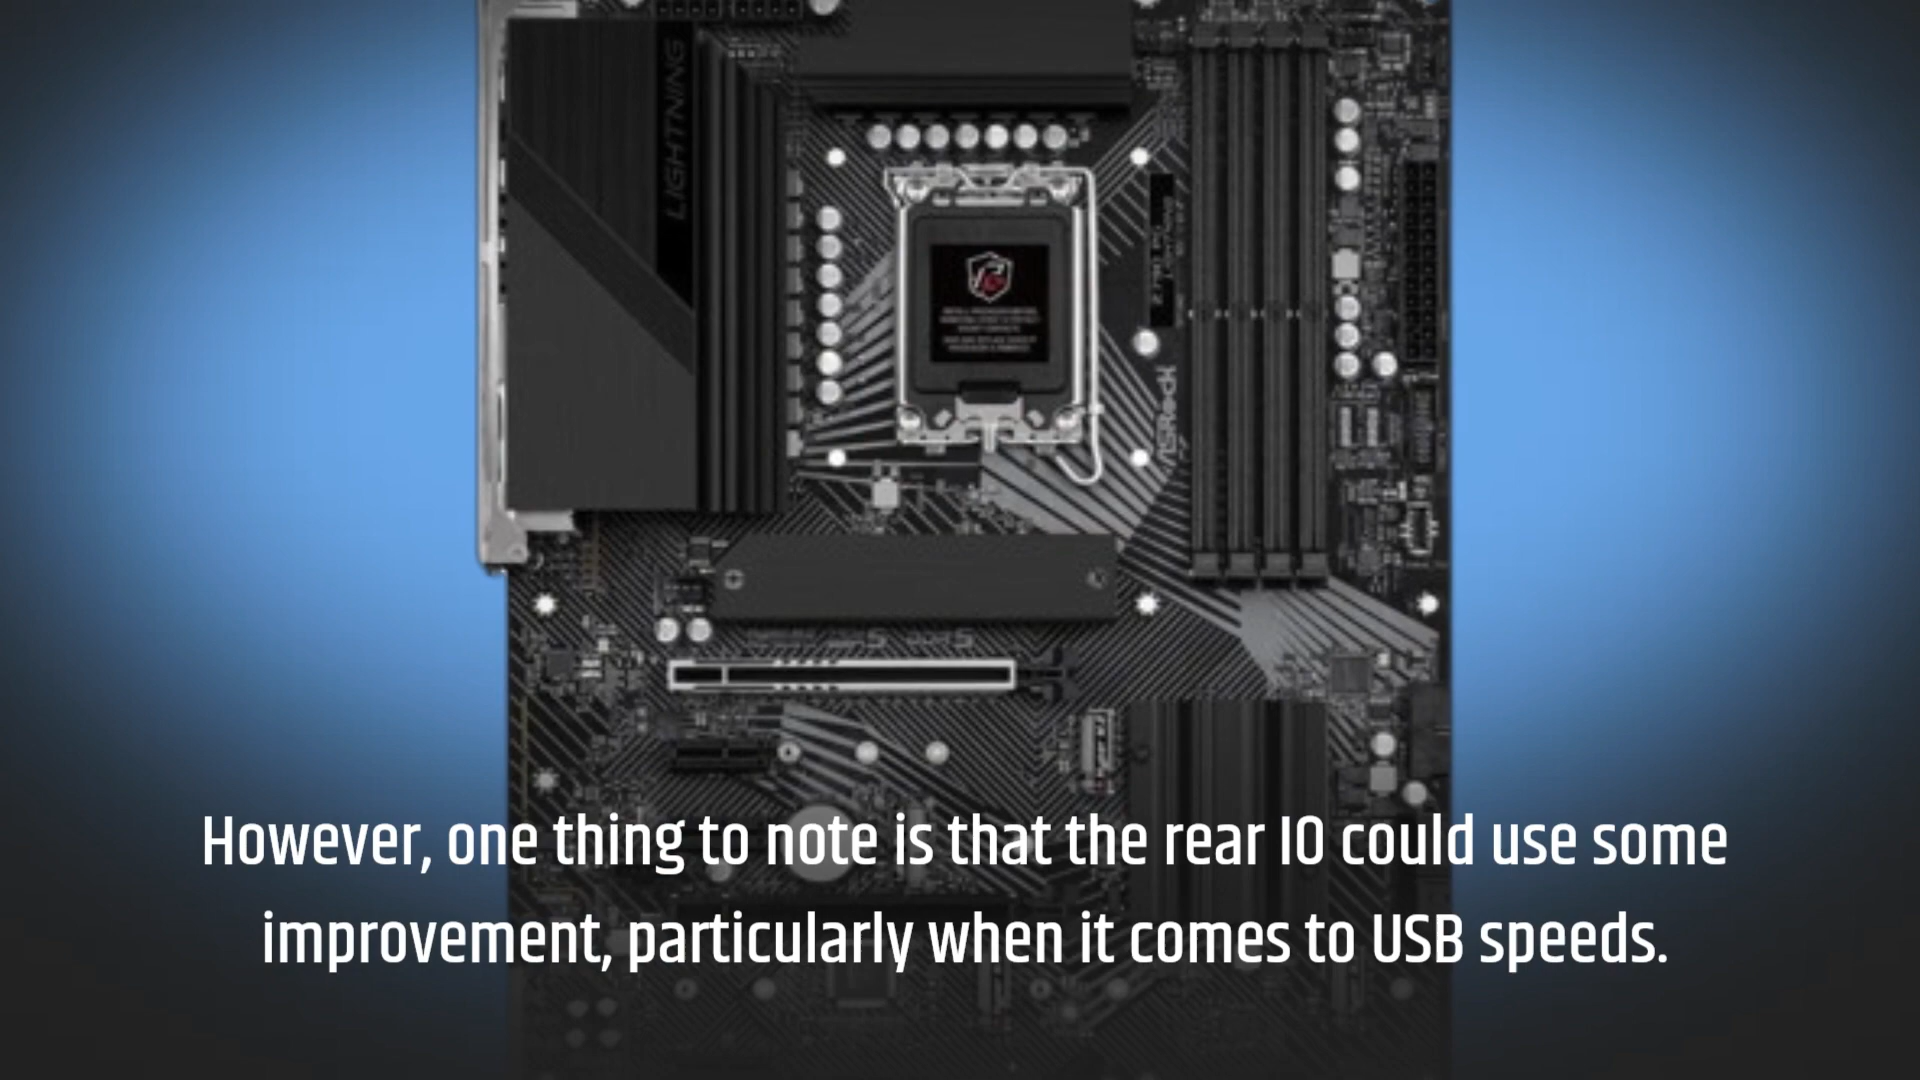 LIGHTNING
ASRock
However, one thing to note is that the rear IO could use some
improvement, particularly when it comes to USB speeds.